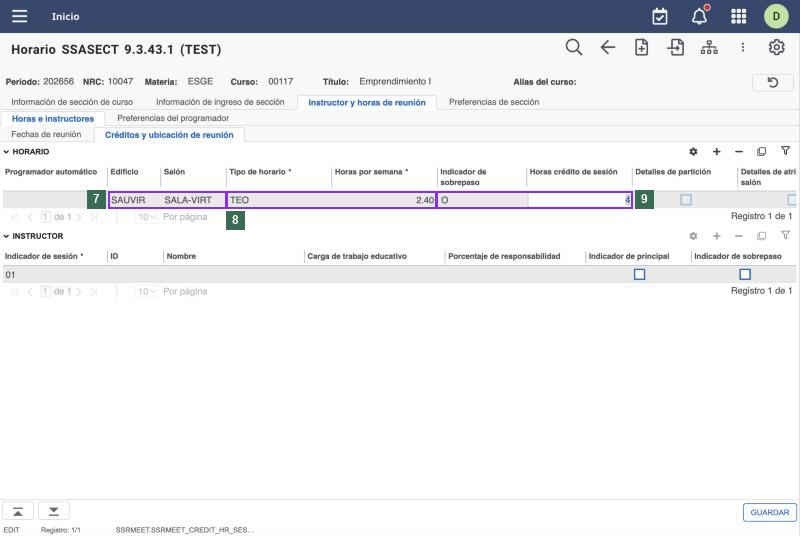 Inicio
D
Horario SSASECT 9.3.43.1 (TEST)
Periodo: 202656 NRC: 10047 Materia: ESGE Curso: 00117 Título: Emprendimiento I Alias del curso:
Información de sección de curso Información de ingreso de sección Instructor y horas de reunión Preferencias de sección
Horas e instructores Preferencias del programador
Fechas de reunión Créditos y ubicación de reunión
HORARIO
Programador automático Edificio Salón Tipo de horario * Horas por semana * Indicador de sobrepaso Horas crédito de sesión Detalles de partición Detalles de atri salón
7 SAUVIR SALA-VIRT TEO 2.40 O 4 9
1 de 1 10 Por página 8 Registro 1 de 1
INSTRUCTOR
Indicador de sesión * ID Nombre Carga de trabajo educativo Porcentaje de responsabilidad Indicador de principal Indicador de sobrepaso
01
1 de 1 10 Por página Registro 1 de 1
GUARDAR
EDIT Registro: 1/1 SSRMEET.SSRMEET_CREDIT_HR_SES...